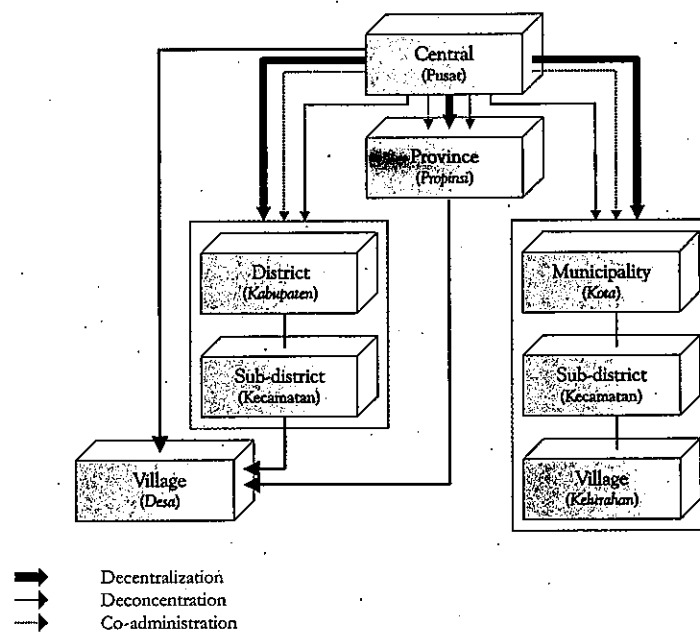 Central
(Pusat)
Province
(Propinsi)
District
(Kabupaten)
Municipality
(Kota)
Sub-district
(Kecamatan)
Sub-district
(Kecamatan)
Village
(Desa)
Village
(Kelurahan)
Decentralization
Deconcentration
Co-administration